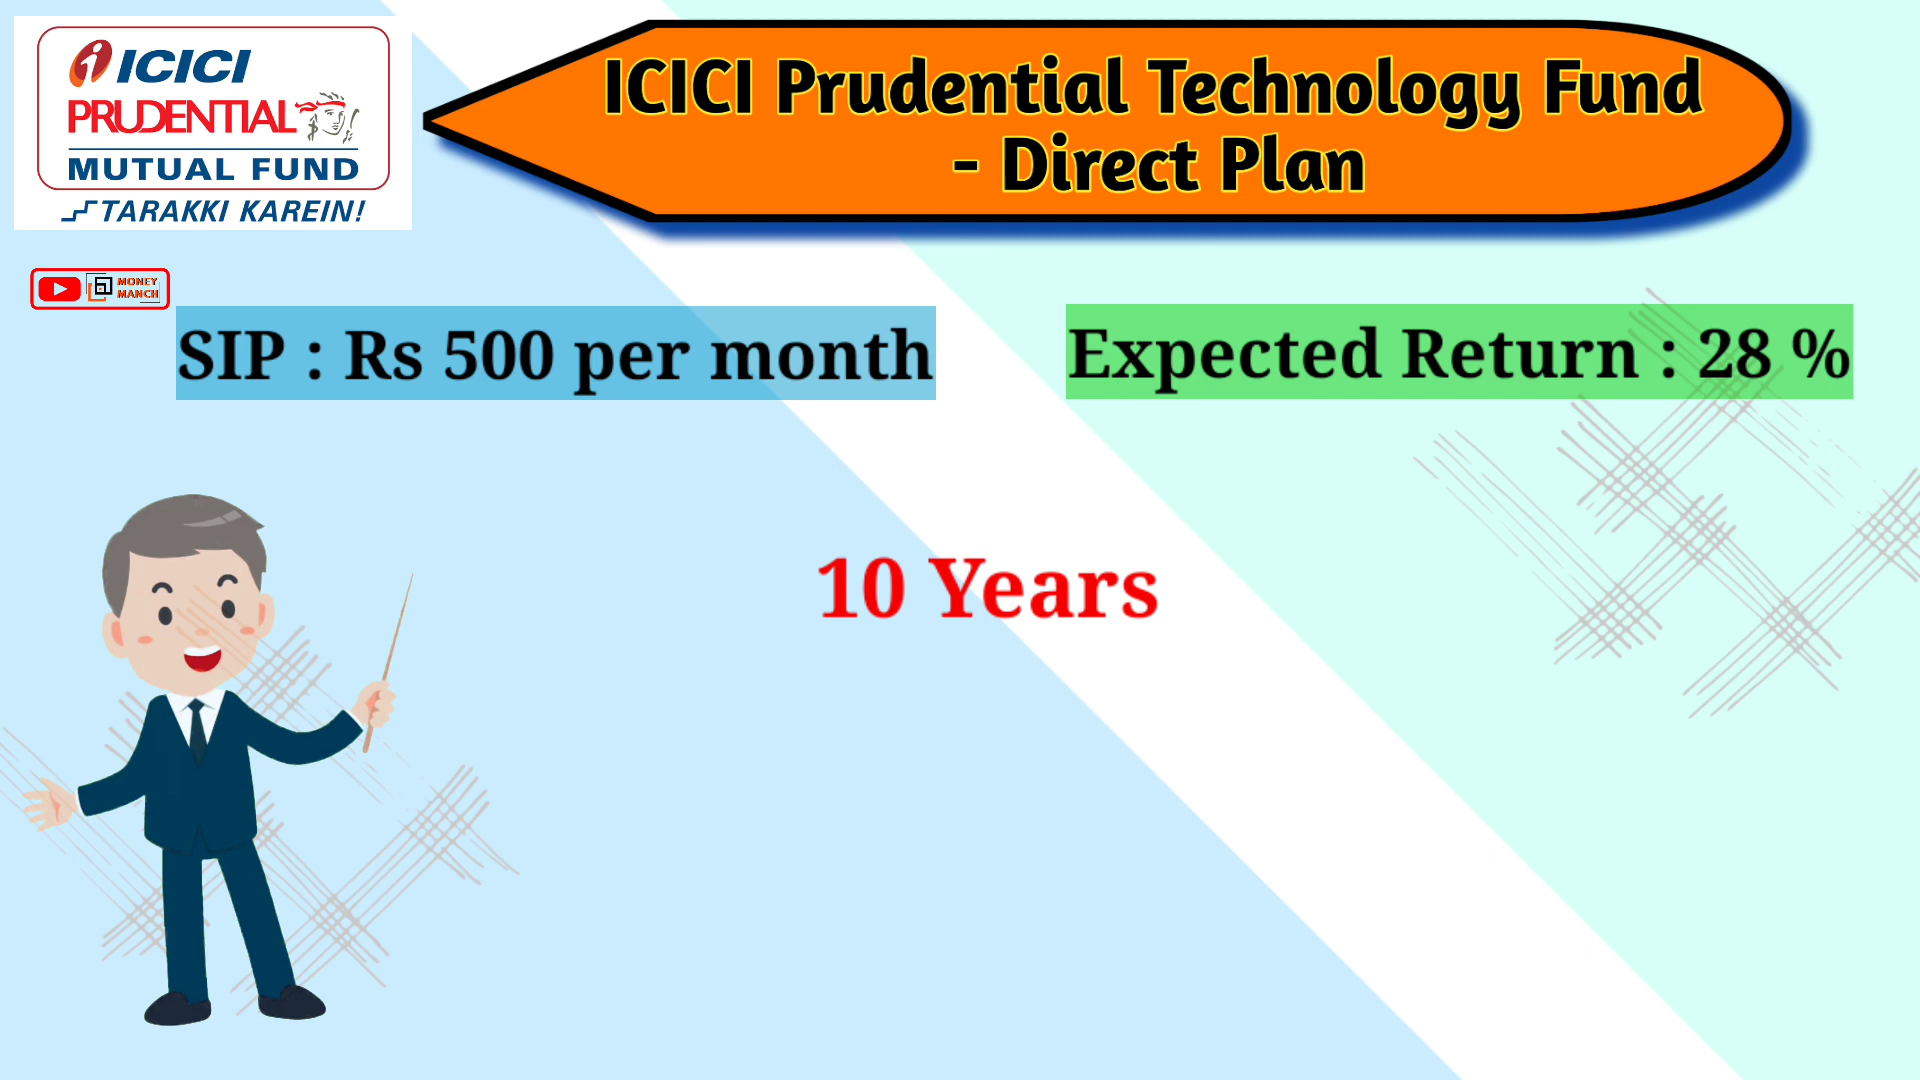 ICICI
PRUDENTIAL
MUTUAL FUND
TARAKKI KAREIN!
ICICI Prudential Technology Fund
- Direct Plan
MONEY
MANCH
SIP : Rs 500 per month
Expected Return : 28 %
10 Years